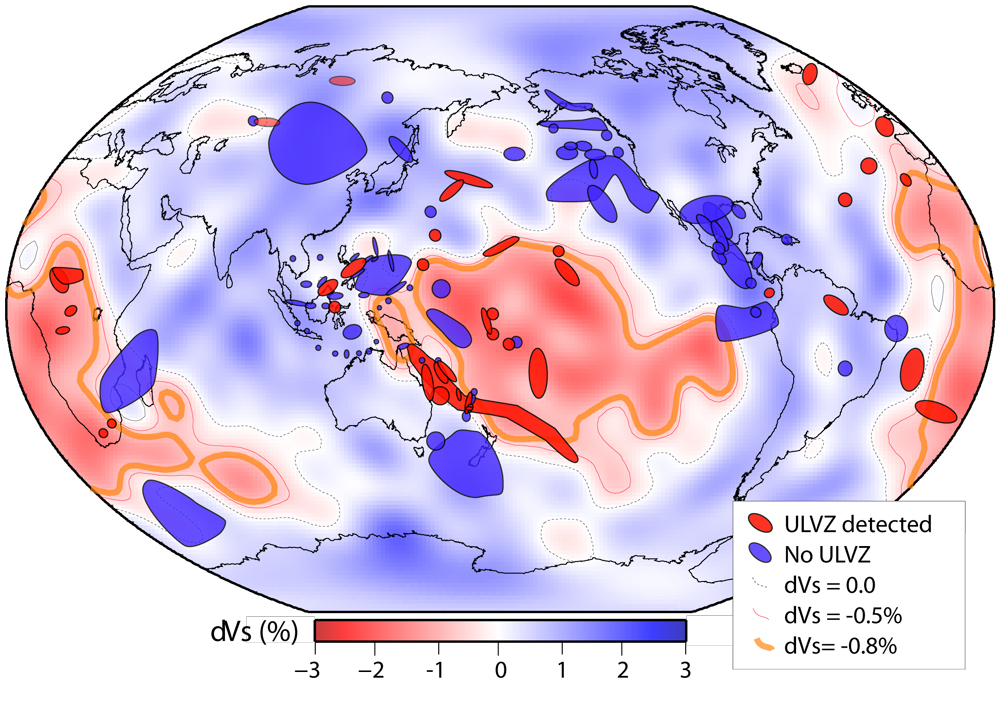 ULVZ detected
No ULVZ
dVs = 0.0
dVs = -0.5%
dVs= -0.8%
dVs (%)
−3 −2 -1 0 1 2 3